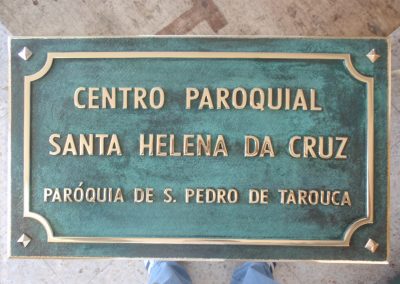 CENTRO PAROQUIAL
SANTA HELENA DA CRUZ
PARÓQUIA DE S. PEDRO DE TAROUCA